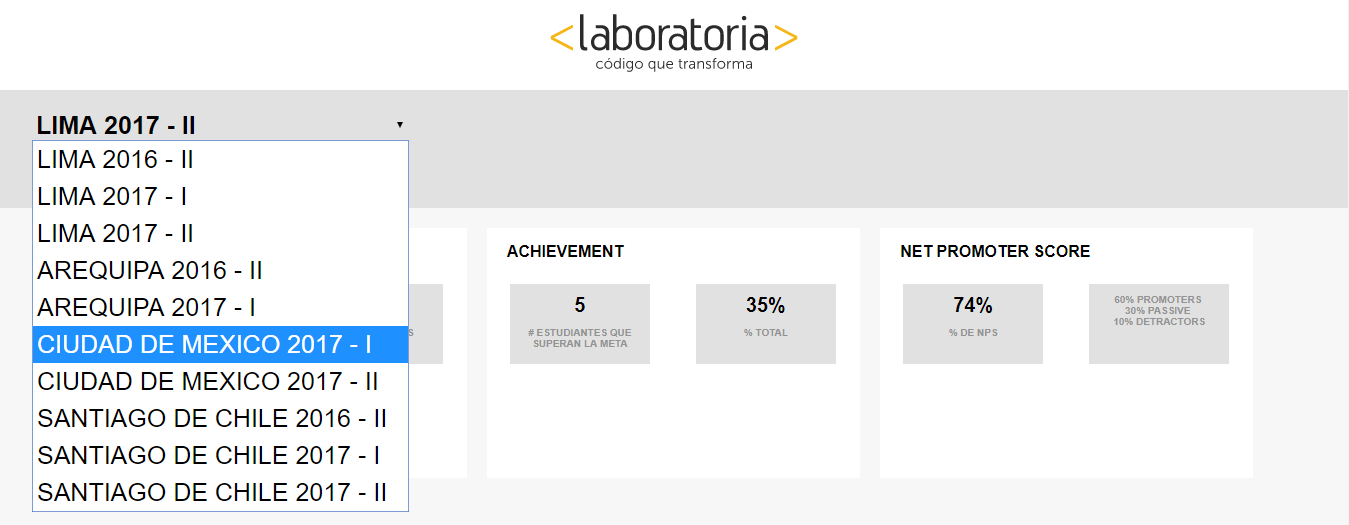 <laboratoria>
código que transforma
LIMA 2017 - II
LIMA 2016 - II
LIMA 2017 - I
LIMA 2017 - II
AREQUIPA 2016 - II
AREQUIPA 2017 - I
CIUDAD DE MEXICO 2017 - I
CIUDAD DE MEXICO 2017 - II
SANTIAGO DE CHILE 2016 - II
SANTIAGO DE CHILE 2017 - I
SANTIAGO DE CHILE 2017 - II
ACHIEVEMENT
5
# ESTUDIANTES QUE
SUPERAN LA META
35%
% TOTAL
NET PROMOTER SCORE
74%
% DE NPS
60% PROMOTERS
30% PASSIVE
10% DETRACTORS